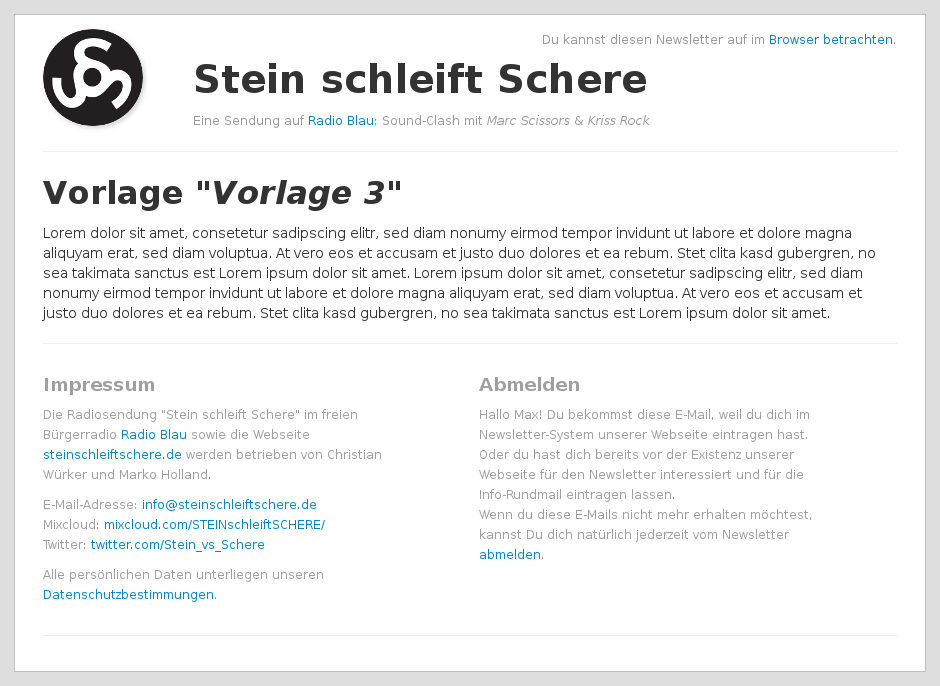 Du kannst diesen Newsletter auf im Browser betrachten.
Stein schleift Schere
Eine Sendung auf Radio Blau: Sound-Clash mit Marc Scissors & Kriss Rock
Vorlage "Vorlage 3"
Lorem dolor sit amet, consetetur sadipscing elitr, sed diam nonumy eirmod tempor invidunt ut labore et dolore magna
aliquyam erat, sed diam voluptua. At vero eos et accusam et justo duo dolores et ea rebum. Stet clita kasd gubergren, no
sea takimata sanctus est Lorem ipsum dolor sit amet. Lorem ipsum dolor sit amet, consetetur sadipscing elitr, sed diam
nonumy eirmod tempor invidunt ut labore et dolore magna aliquyam erat, sed diam voluptua. At vero eos et accusam et
justo duo dolores et ea rebum. Stet clita kasd gubergren, no sea takimata sanctus est Lorem ipsum dolor sit amet.
Impressum
Die Radiosendung "Stein schleift Schere" im freien
Bürgerradio Radio Blau sowie die Webseite
steinschleiftschere.de werden betrieben von Christian
Würker und Marko Holland.
E-Mail-Adresse: info@steinschleiftschere.de
Mixcloud: mixcloud.com/STEINschleiftSCHERE/
Twitter: twitter.com/Stein_vs_Schere
Alle persönlichen Daten unterliegen unseren
Datenschutzbestimmungen.
Abmelden
Hallo Max! Du bekommst diese E-Mail, weil du dich im
Newsletter-System unserer Webseite eintragen hast.
Oder du hast dich bereits vor der Existenz unserer
Webseite für den Newsletter interessiert und für die
Info-Rundmail eintragen lassen.
Wenn du diese E-Mails nicht mehr erhalten möchtest,
kannst Du dich natürlich jederzeit vom Newsletter
abmelden.